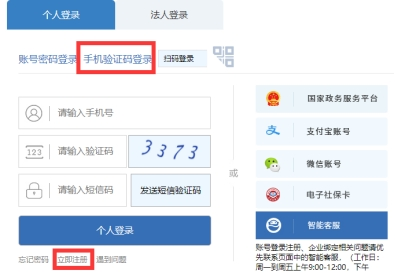 个人登录
法人登录
账号密码登录
手机验证码登录
扫码登录
请输入手机号
123
请输入验证码
3373
请输入短信码
发送短信验证码
个人登录
忘记密码
立即注册
遇到问题
或
国家政务服务平台
支付宝账号
微信账号
电子社保卡
智能客服
账号登录注册、企业绑定相关问题请优
先联系页面中的智能客服,(工作日：
周一到周五上午9:00-12:00、下午